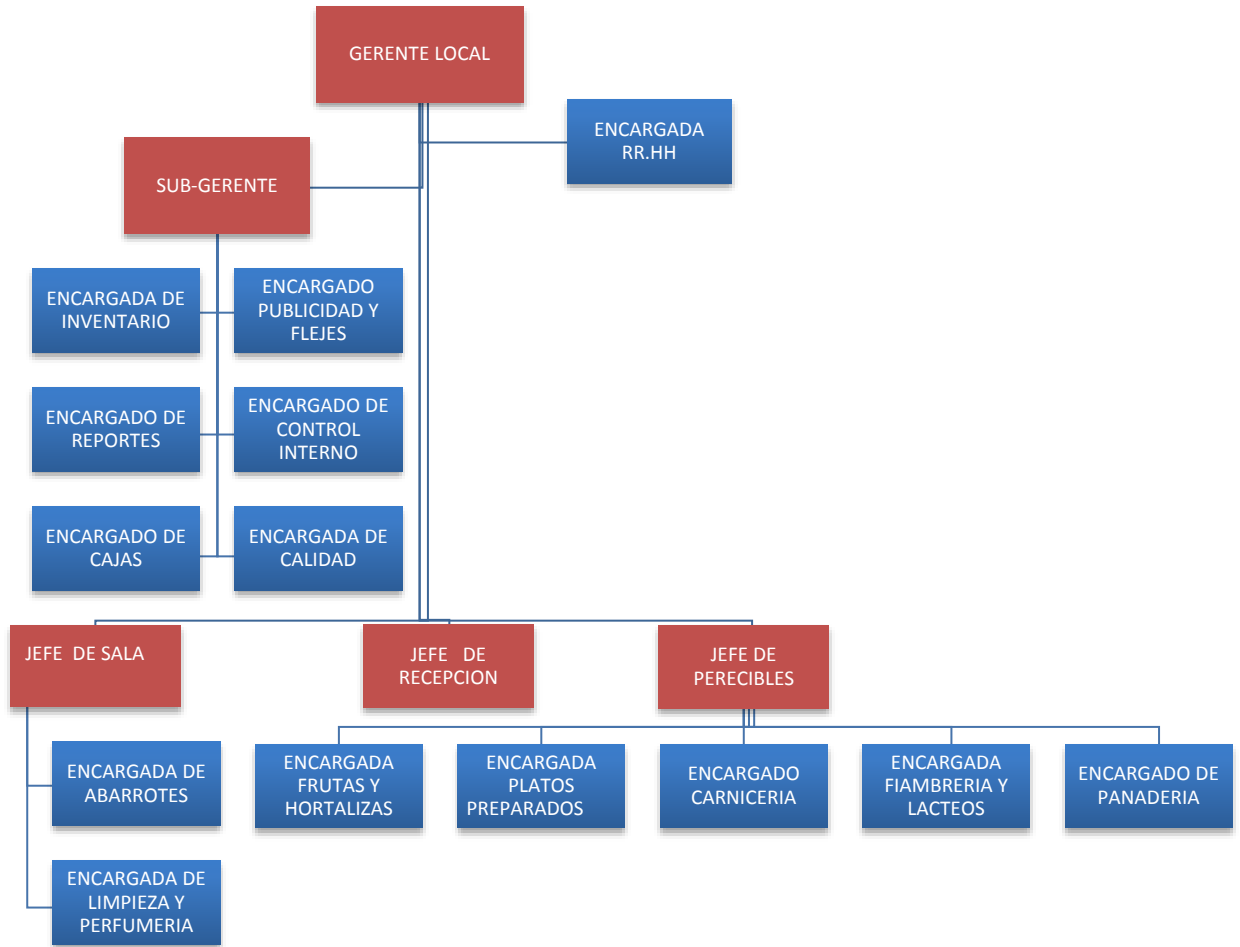 GERENTE LOCAL
ENCARGADA
RR.HH
SUB-GERENTE
ENCARGADA DE
INVENTARIO
ENCARGADO
PUBLICIDAD Y
FLEJES
ENCARGADO DE
REPORTES
ENCARGADO DE
CONTROL
INTERNO
ENCARGADO DE
CAJAS
ENCARGADA DE
CALIDAD
JEFE DE SALA
JEFE DE
RECEPCION
JEFE DE
PERECIBLES
ENCARGADA DE
ABARROTES
ENCARGADA DE
LIMPIEZA Y
PERFUMERIA
ENCARGADA
FRUTAS Y
HORTALIZAS
ENCARGADA
PLATOS
PREPARADOS
ENCARGADO
CARNICERIA
ENCARGADA
FIAMBRERIA Y
LACTEOS
ENCARGADO DE
PANADERIA